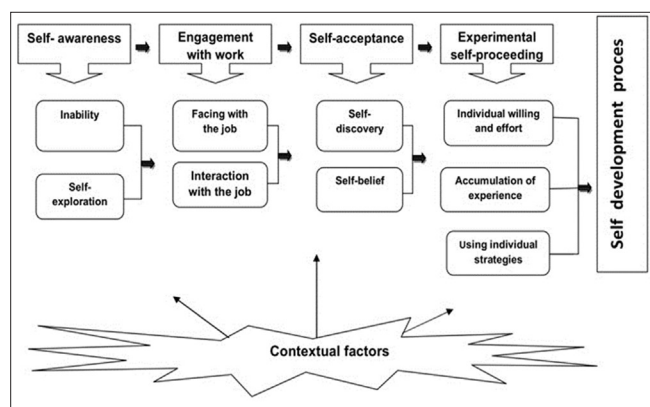 Self- awareness
Engagement
with work
Self-acceptance
Experimental
self-proceeding
Inability
Self-
exploration
Facing with
the job
Interaction
with the job
Self-
discovery
Self-belief
Individual willing
and effort
Accumulation of
experience
Using individual
strategies
Self development proces
Contextual factors